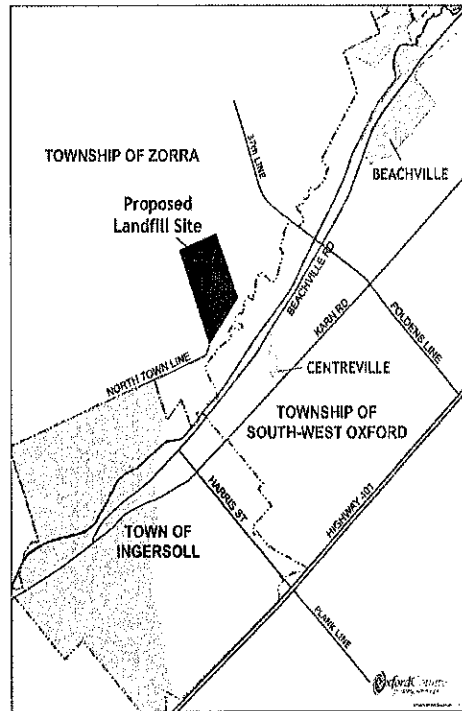 TOWNSHIP OF ZORRA
37th LINE
BEACHVILLE
Proposed
Landfill Site
BEACHVILLE RD
KARN RD
FOLDENS LINE
NORTH TOWN LINE
CENTREVILLE
TOWNSHIP OF
SOUTH-WEST OXFORD
HARRIS ST
HIGHWAY 401
TOWN OF
INGERSOLL
PLANK LINE
OxfordCounty